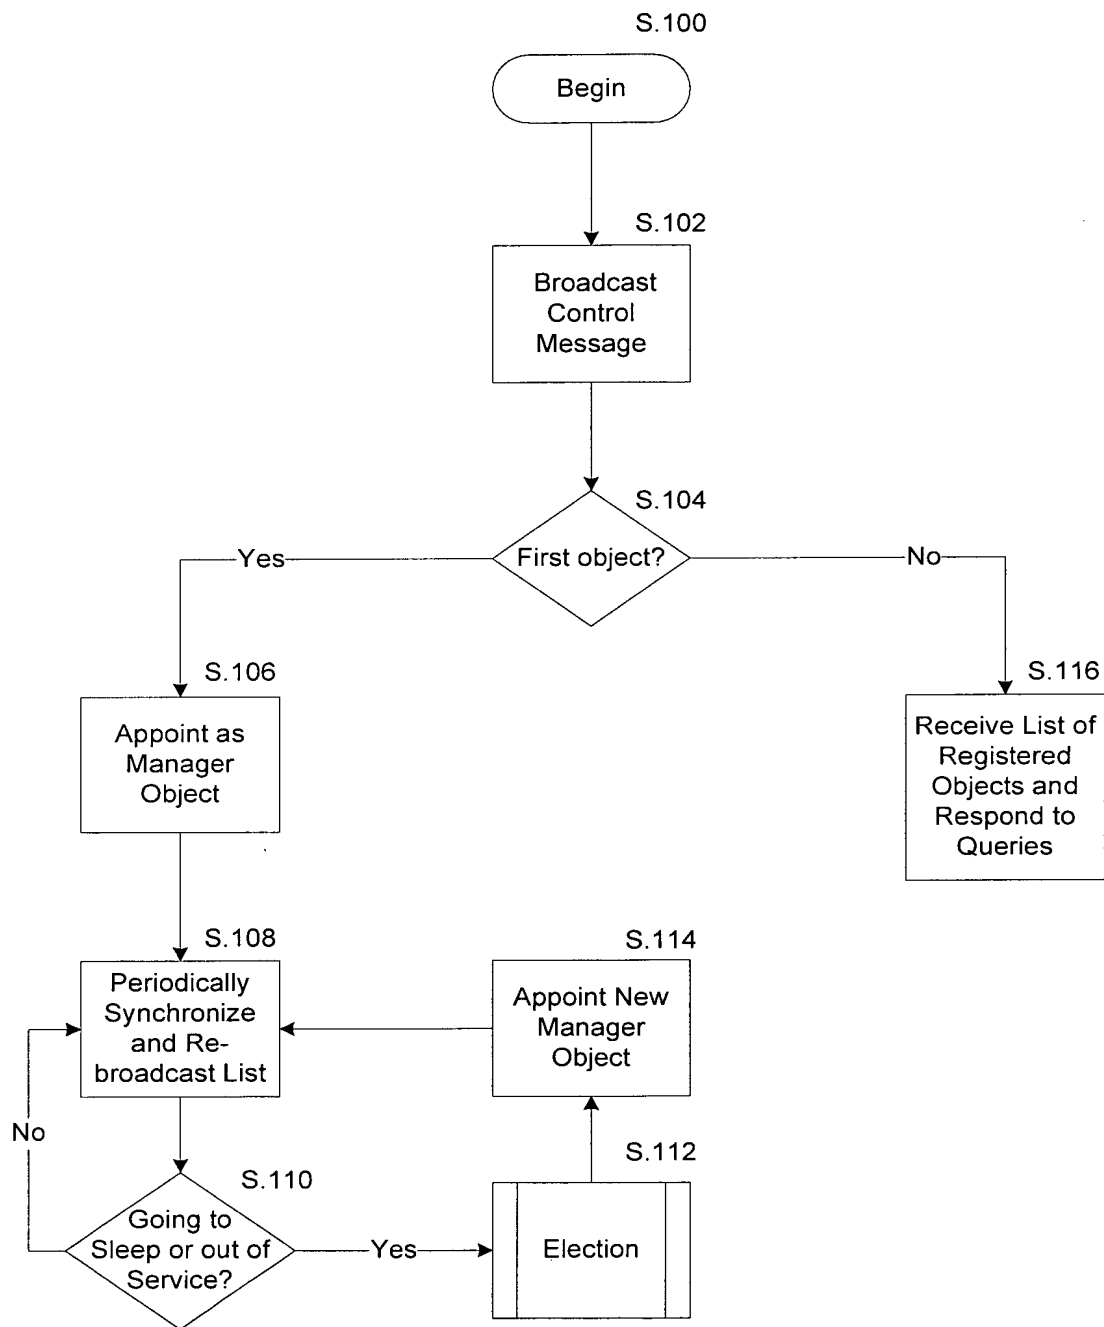 S.100
Begin
S.102
Broadcast
Control
Message
S.104
First object?
Yes
No
S.106
Appoint as
Manager
Object
S.116
Receive List of
Registered
Objects and
Respond to
Queries
S.108
Periodically
Synchronize
and Re-
broadcast List
S.114
Appoint New
Manager
Object
No
S.110
Going to
Sleep or out of
Service?
Yes
S.112
Election